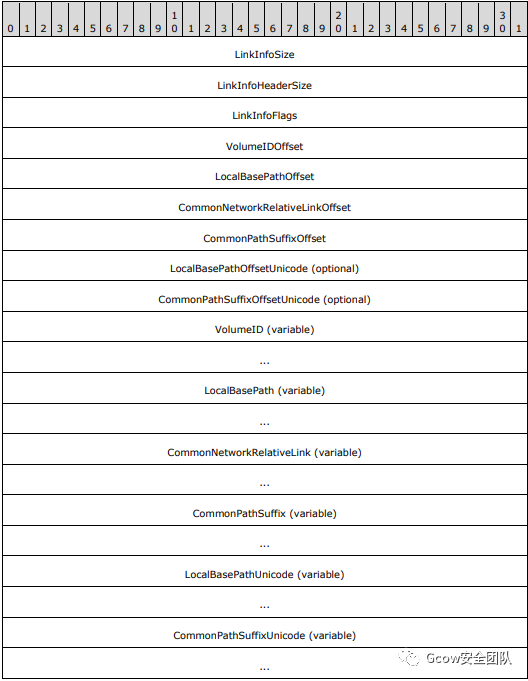 1 2 3
0 1 2 3 4 5 6 7 8 9 0 1 2 3 4 5 6 7 8 9 0 1 2 3 4 5 6 7 8 9 0 1
LinkInfoSize
LinkInfoHeaderSize
LinkInfoFlags
VolumeIDOffset
LocalBasePathOffset
CommonNetworkRelativeLinkOffset
CommonPathSuffixOffset
LocalBasePathOffsetUnicode (optional)
CommonPathSuffixOffsetUnicode (optional)
VolumeID (variable)
...
LocalBasePath (variable)
...
CommonNetworkRelativeLink (variable)
...
CommonPathSuffix (variable)
...
LocalBasePathUnicode (variable)
...
CommonPathSuffixUnicode (variable)
Gcow安全团队
...